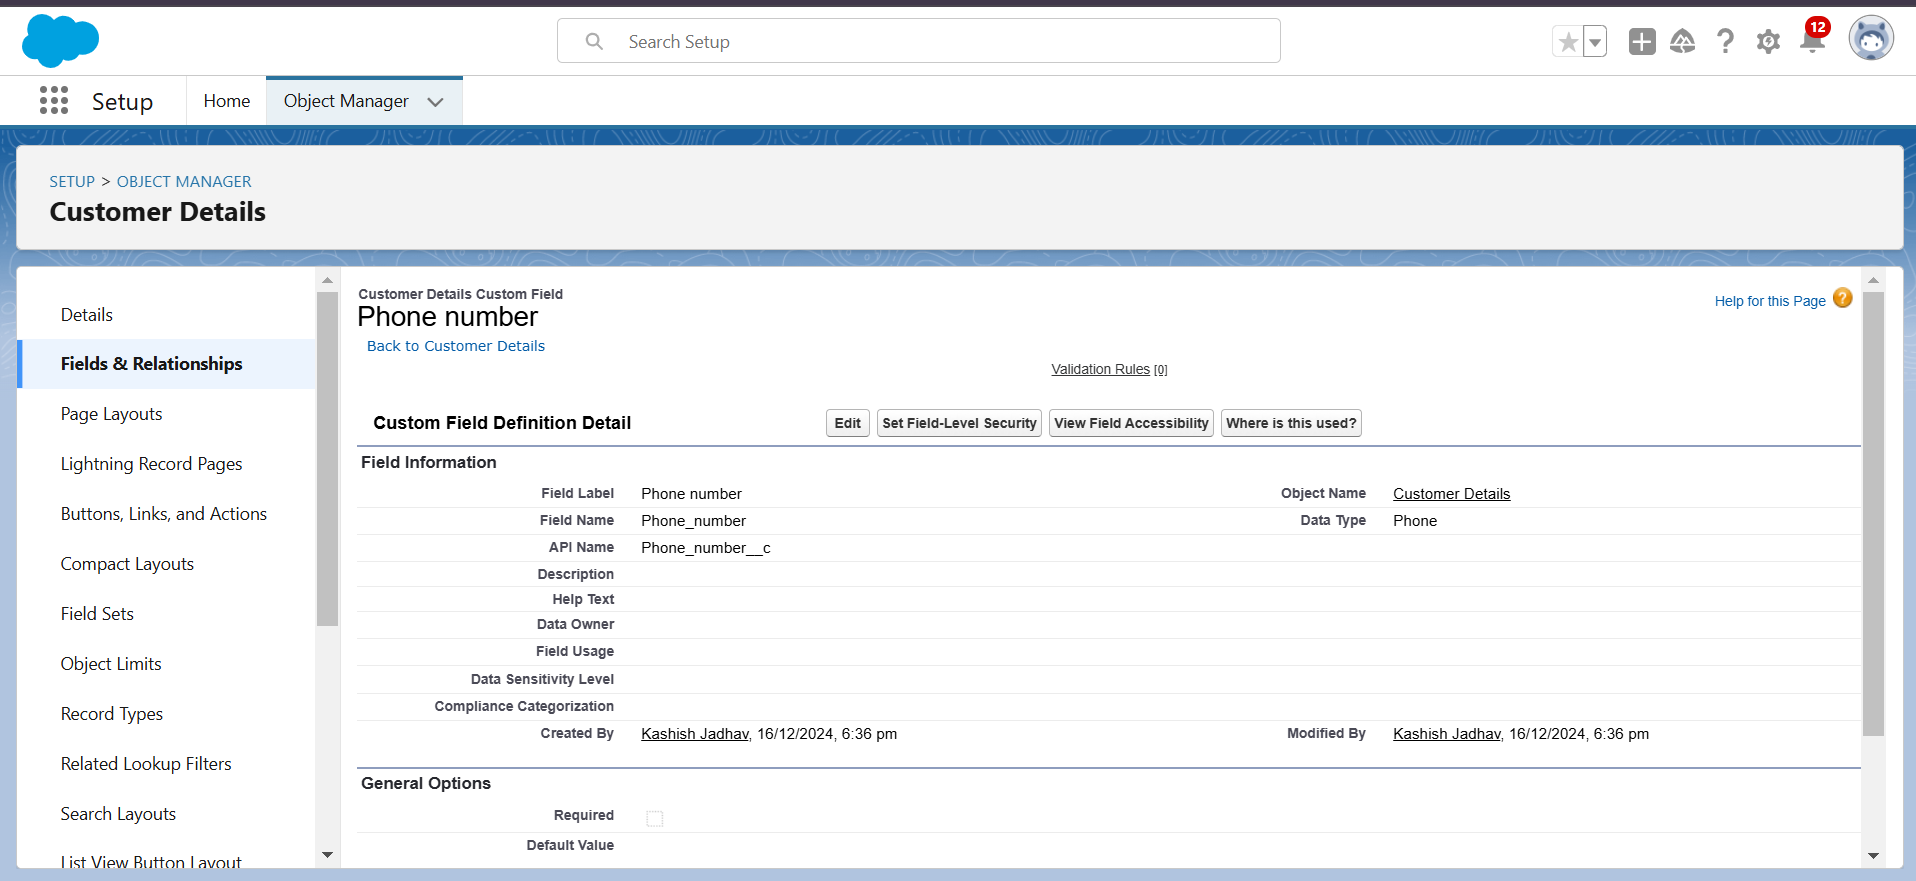 Search Setup
12
Setup
Home
Object Manager
SETUP > OBJECT MANAGER
Customer Details
Details
Fields & Relationships
Page Layouts
Lightning Record Pages
Buttons, Links, and Actions
Compact Layouts
Field Sets
Object Limits
Record Types
Related Lookup Filters
Search Layouts
List View Button Layout
Customer Details Custom Field
Phone number
Back to Customer Details
Help for this Page ?
Validation Rules [0]
Custom Field Definition Detail
Edit
Set Field-Level Security
View Field Accessibility
Where is this used?
Field Information
Field Label Phone number Object Name Customer Details
Field Name Phone_number Data Type Phone
API Name Phone_number__c
Description
Help Text
Data Owner
Field Usage
Data Sensitivity Level
Compliance Categorization
Created By Kashish Jadhav, 16/12/2024, 6:36 pm Modified By Kashish Jadhav, 16/12/2024, 6:36 pm
General Options
Required
Default Value